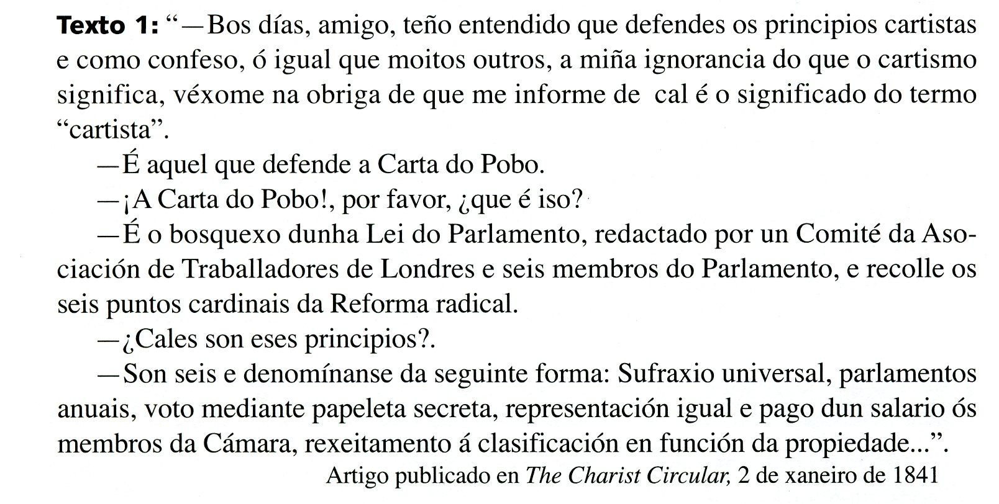 Texto 1: “—Bos días, amigo, teño entendido que defendes os principios cartistas
e como confeso, ó igual que moitos outros, a miña ignorancia do que o cartismo
significa, véxome na obriga de que me informe de cal é o significado do termo
“cartista”.
—É aquel que defende a Carta do Pobo.
—¡A Carta do Pobo!, por favor, ¿que é iso?
—É o bosquexo dunha Lei do Parlamento, redactado por un Comité da Aso-
ciación de Traballadores de Londres e seis membros do Parlamento, e recolle os
seis puntos cardinais da Reforma radical.
—¿Cales son eses principios?.
—Son seis e denomínanse da seguinte forma: Sufraxio universal, parlamentos
anuais, voto mediante papeleta secreta, representación igual e pago dun salario ós
membros da Cámara, rexeitamento á clasificación en función da propiedade...”.
Artigo publicado en The Charist Circular, 2 de xaneiro de 1841